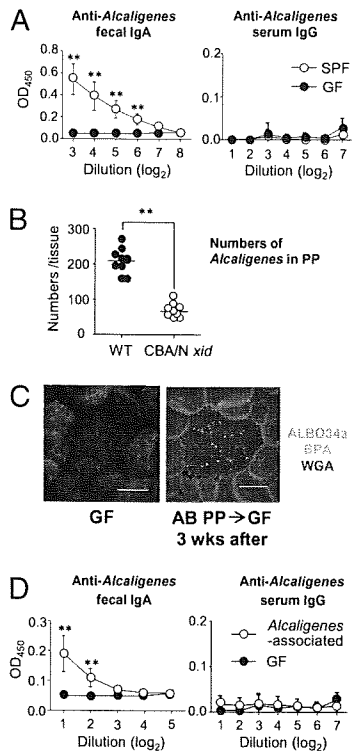 A
Anti-Alcaligenes
fecal IgA
Anti-Alcaligenes
serum IgG
OD450
0.8
0.6
0.4
0.2
0
** ** ** **
3 4 5 6 7 8
Dilution (log2)
0.2
0.1
0.0
SPF
GF
1 2 3 4 5 6 7
Dilution (log2)
B
Numbers /tissue
300
200
100
0
**
WT
CBA/N xid
Numbers of
Alcaligenes in PP
C
ALBO34a
BPA
WGA
GF
AB PP → GF
3 wks after
D
Anti-Alcaligenes
fecal IgA
Anti-Alcaligenes
serum IgG
OD450
0.3
0.2
0.1
0.0
** **
1 2 3 4 5
Dilution (log2)
0.2
0.1
0.0
Alcaligenes
-associated
GF
1 2 3 4 5 6 7
Dilution (log2)